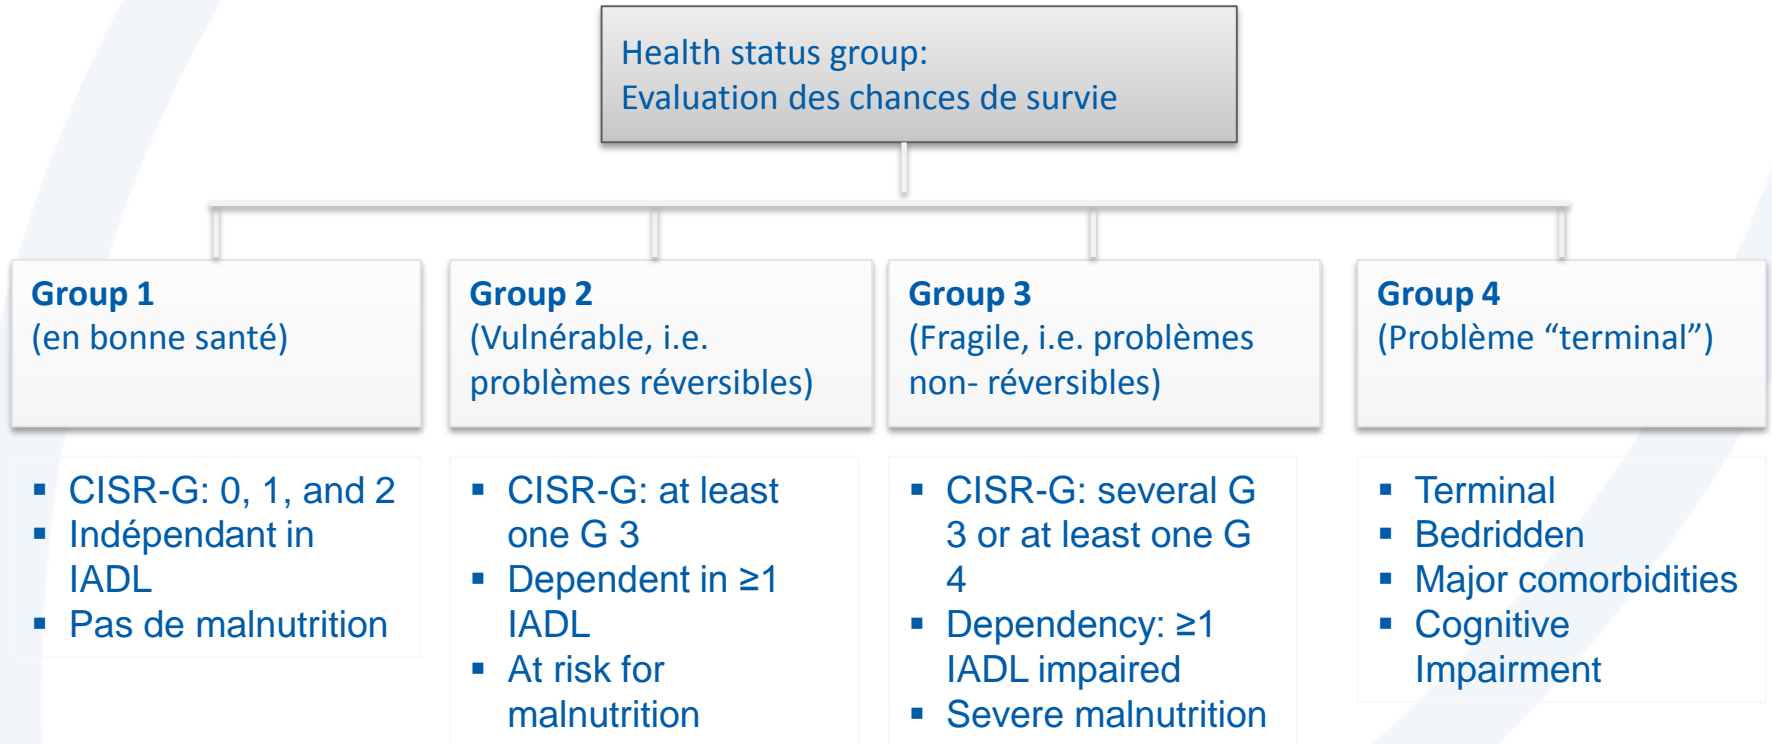 Health status group:
Evaluation des chances de survie
Group 1
(en bonne santé)
Group 2
(Vulnérable, i.e.
problèmes réversibles)
Group 3
(Fragile, i.e. problèmes
non- réversibles)
Group 4
(Problème “terminal”)
▪ CISR-G: 0, 1, and 2
▪ Indépendant in
IADL
▪ Pas de malnutrition
▪ CISR-G: at least
one G 3
▪ Dependent in ≥1
IADL
▪ At risk for
malnutrition
▪ CISR-G: several G
3 or at least one G
4
▪ Dependency: ≥1
IADL impaired
▪ Severe malnutrition
▪ Terminal
▪ Bedridden
▪ Major comorbidities
▪ Cognitive
Impairment